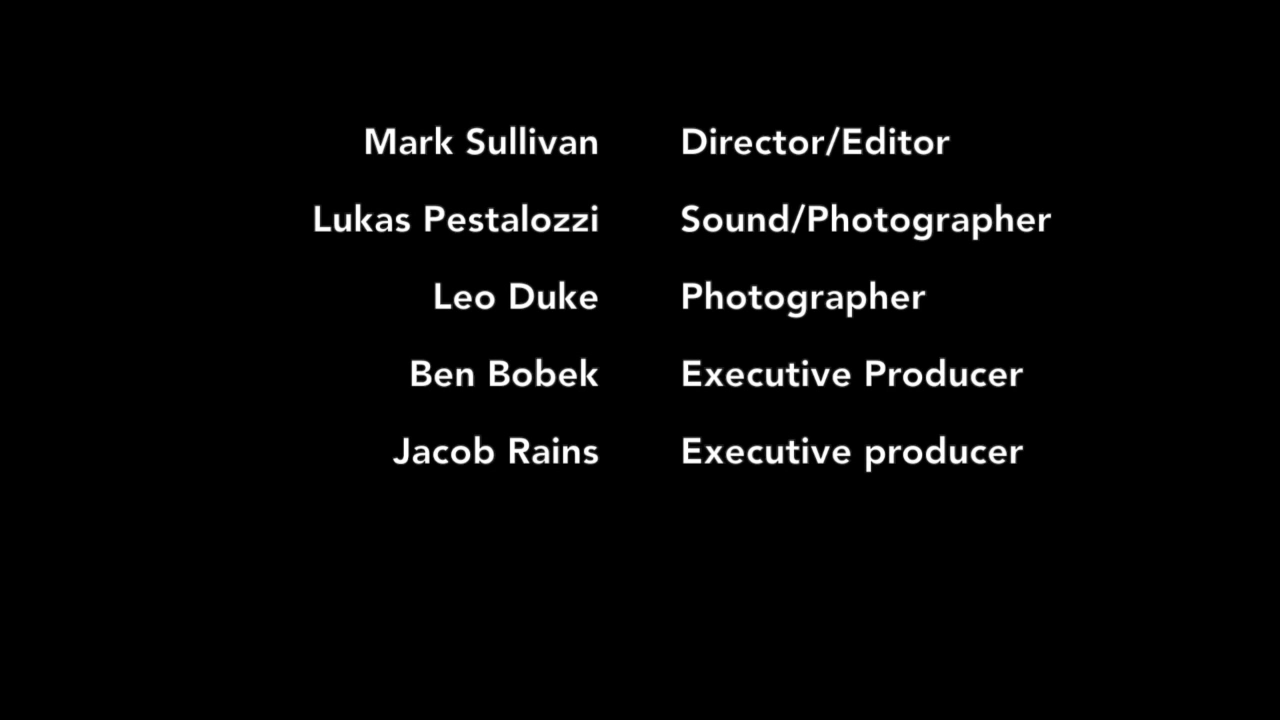 Mark Sullivan Director/Editor
Lukas Pestalozzi Sound/Photographer
Leo Duke Photographer
Ben Bobek Executive Producer
Jacob Rains Executive producer